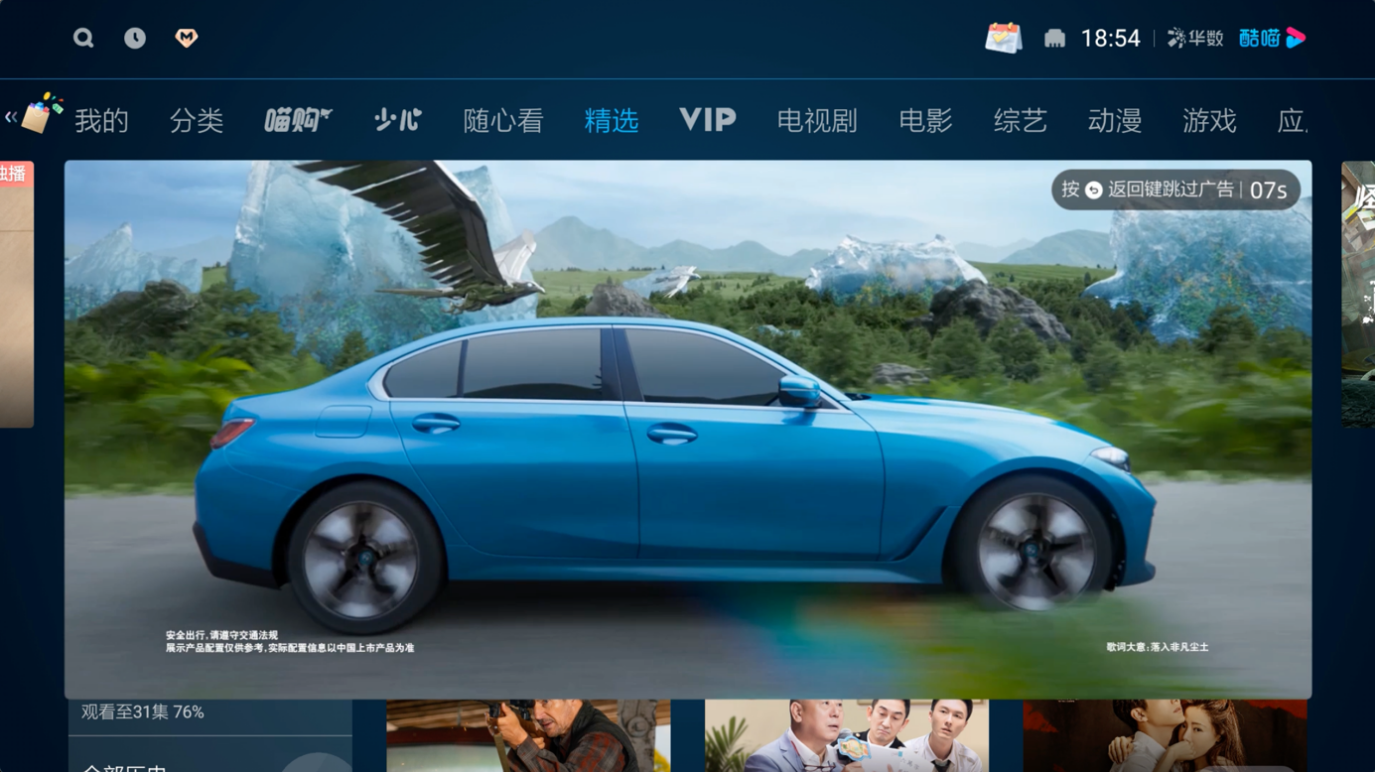 18:54
华数
酷喵
我的
分类
喵购
少儿
随心看
精选
VIP
电视剧
电影
综艺
动漫
游戏
应
独播
按返回键跳过广告 | 07s
安全出行,请遵守交通法规
展示产品配置仅供参考,实际配置信息以中国上市产品为准
歌词大意:落入非凡尘土
观看至31集 76%
全部历史